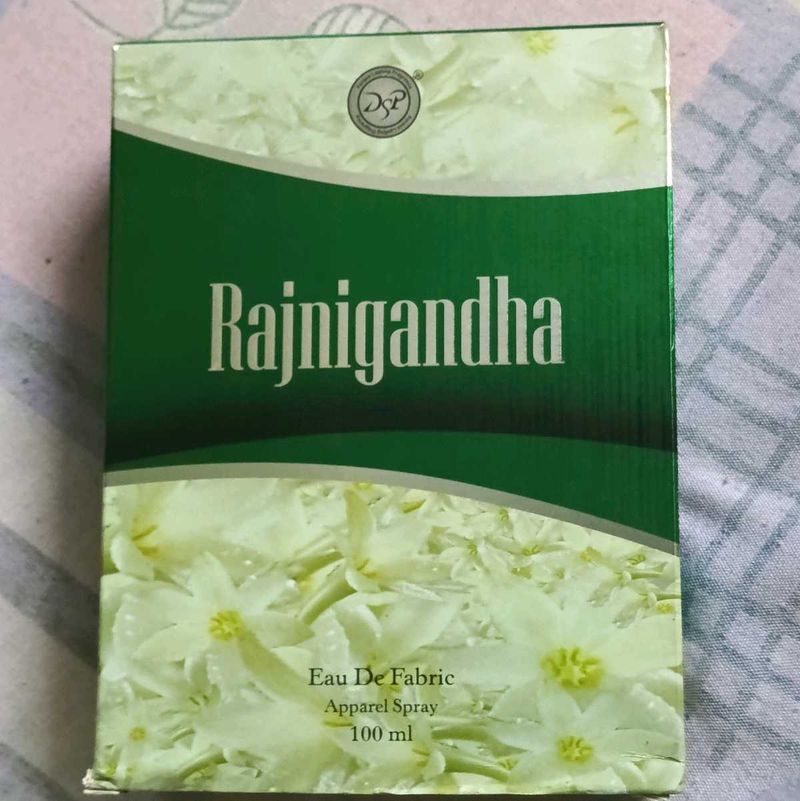 DSP
®
Rajnigandha
Eau De Fabric
Apparel Spray
100 ml